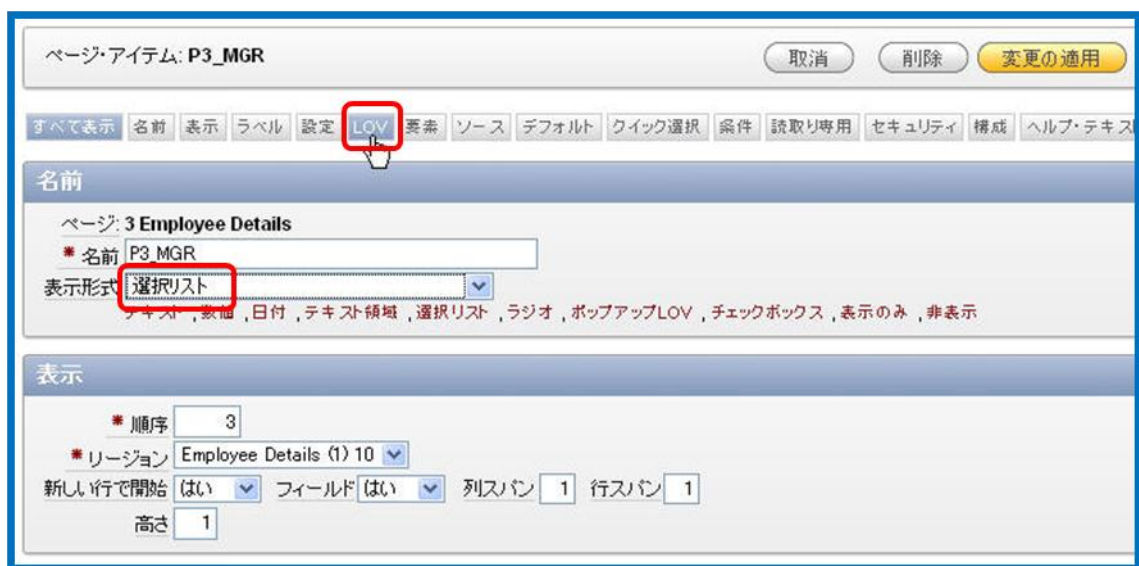 ページ・アイテム: P3_MGR 取消 削除 変更の適用
すべて表示 名前 表示 ラベル 設定 LOV 要素 ソース デフォルト クイック選択 条件 読取り専用 セキュリティ 構成 ヘルプ・テキス
名前
ページ: 3 Employee Details
* 名前 P3_MGR
表示形式 選択リスト
テキスト ,数値 ,日付 ,テキスト領域 ,選択リスト ,ラジオ ,ポップアップLOV ,チェックボックス ,表示のみ ,非表示
表示
* 順序 3
* リージョン Employee Details (1) 10
新しい行で開始 はい フィールド はい 列スパン 1 行スパン 1
高さ 1